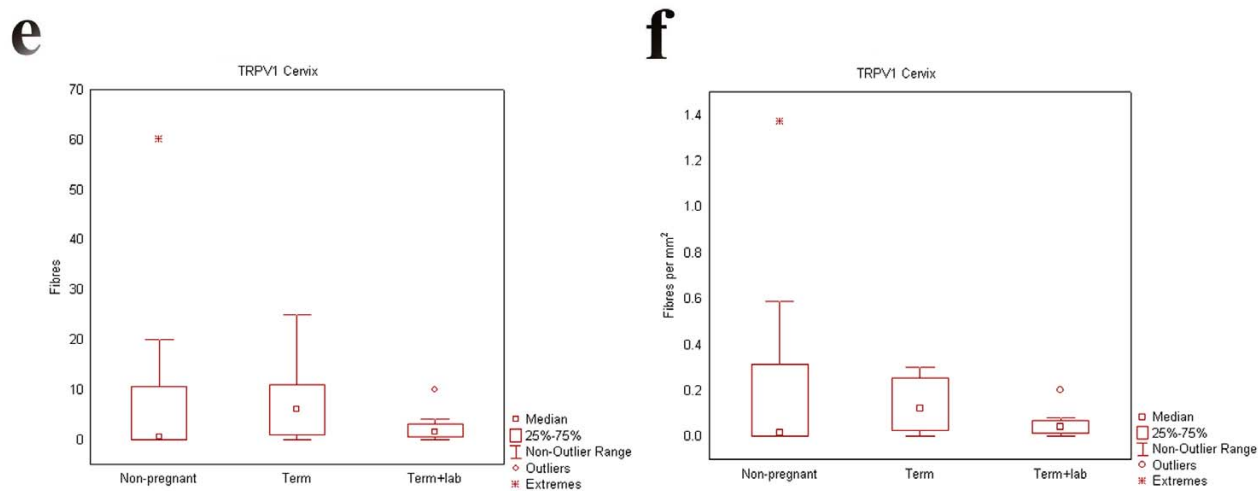 e
TRPV1 Cervix
70
60
50
40
30
20
10
0
Fibres
Non-pregnant Term Term+lab
Median
25%-75%
Non-Outlier Range
Outliers
Extremes
f
TRPV1 Cervix
1.4
1.2
1.0
0.8
0.6
0.4
0.2
0.0
Fibres per mm²
Non-pregnant Term Term+lab
Median
25%-75%
Non-Outlier Range
Outliers
Extremes